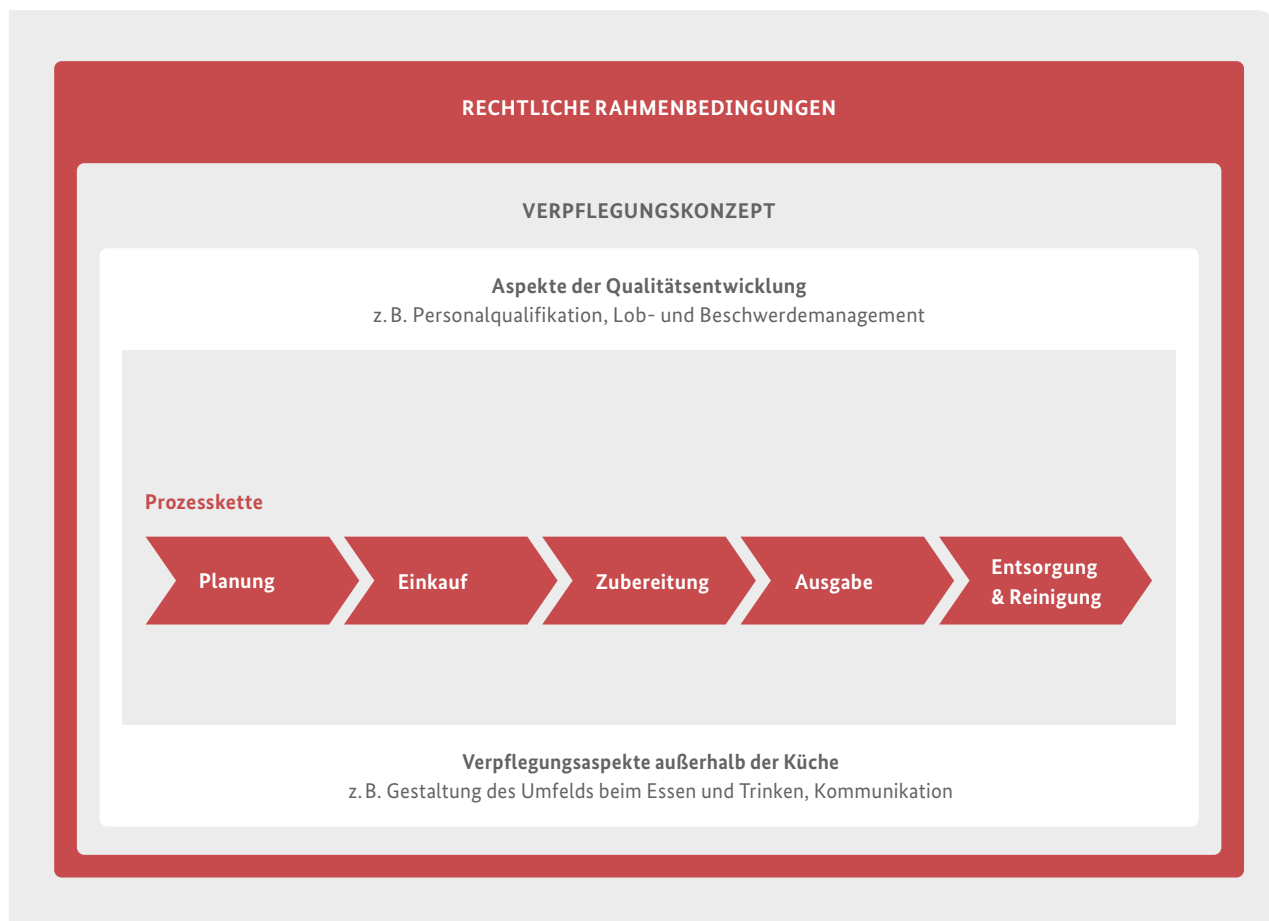 RECHTLICHE RAHMENBEDINGUNGEN
VERPFLEGUNGSKONZEPT
Aspekte der Qualitätsentwicklung
z. B. Personalqualifikation, Lob- und Beschwerdemanagement
Prozesskette
Planung
Einkauf
Zubereitung
Ausgabe
Entsorgung
& Reinigung
Verpflegungsaspekte außerhalb der Küche
z. B. Gestaltung des Umfelds beim Essen und Trinken, Kommunikation